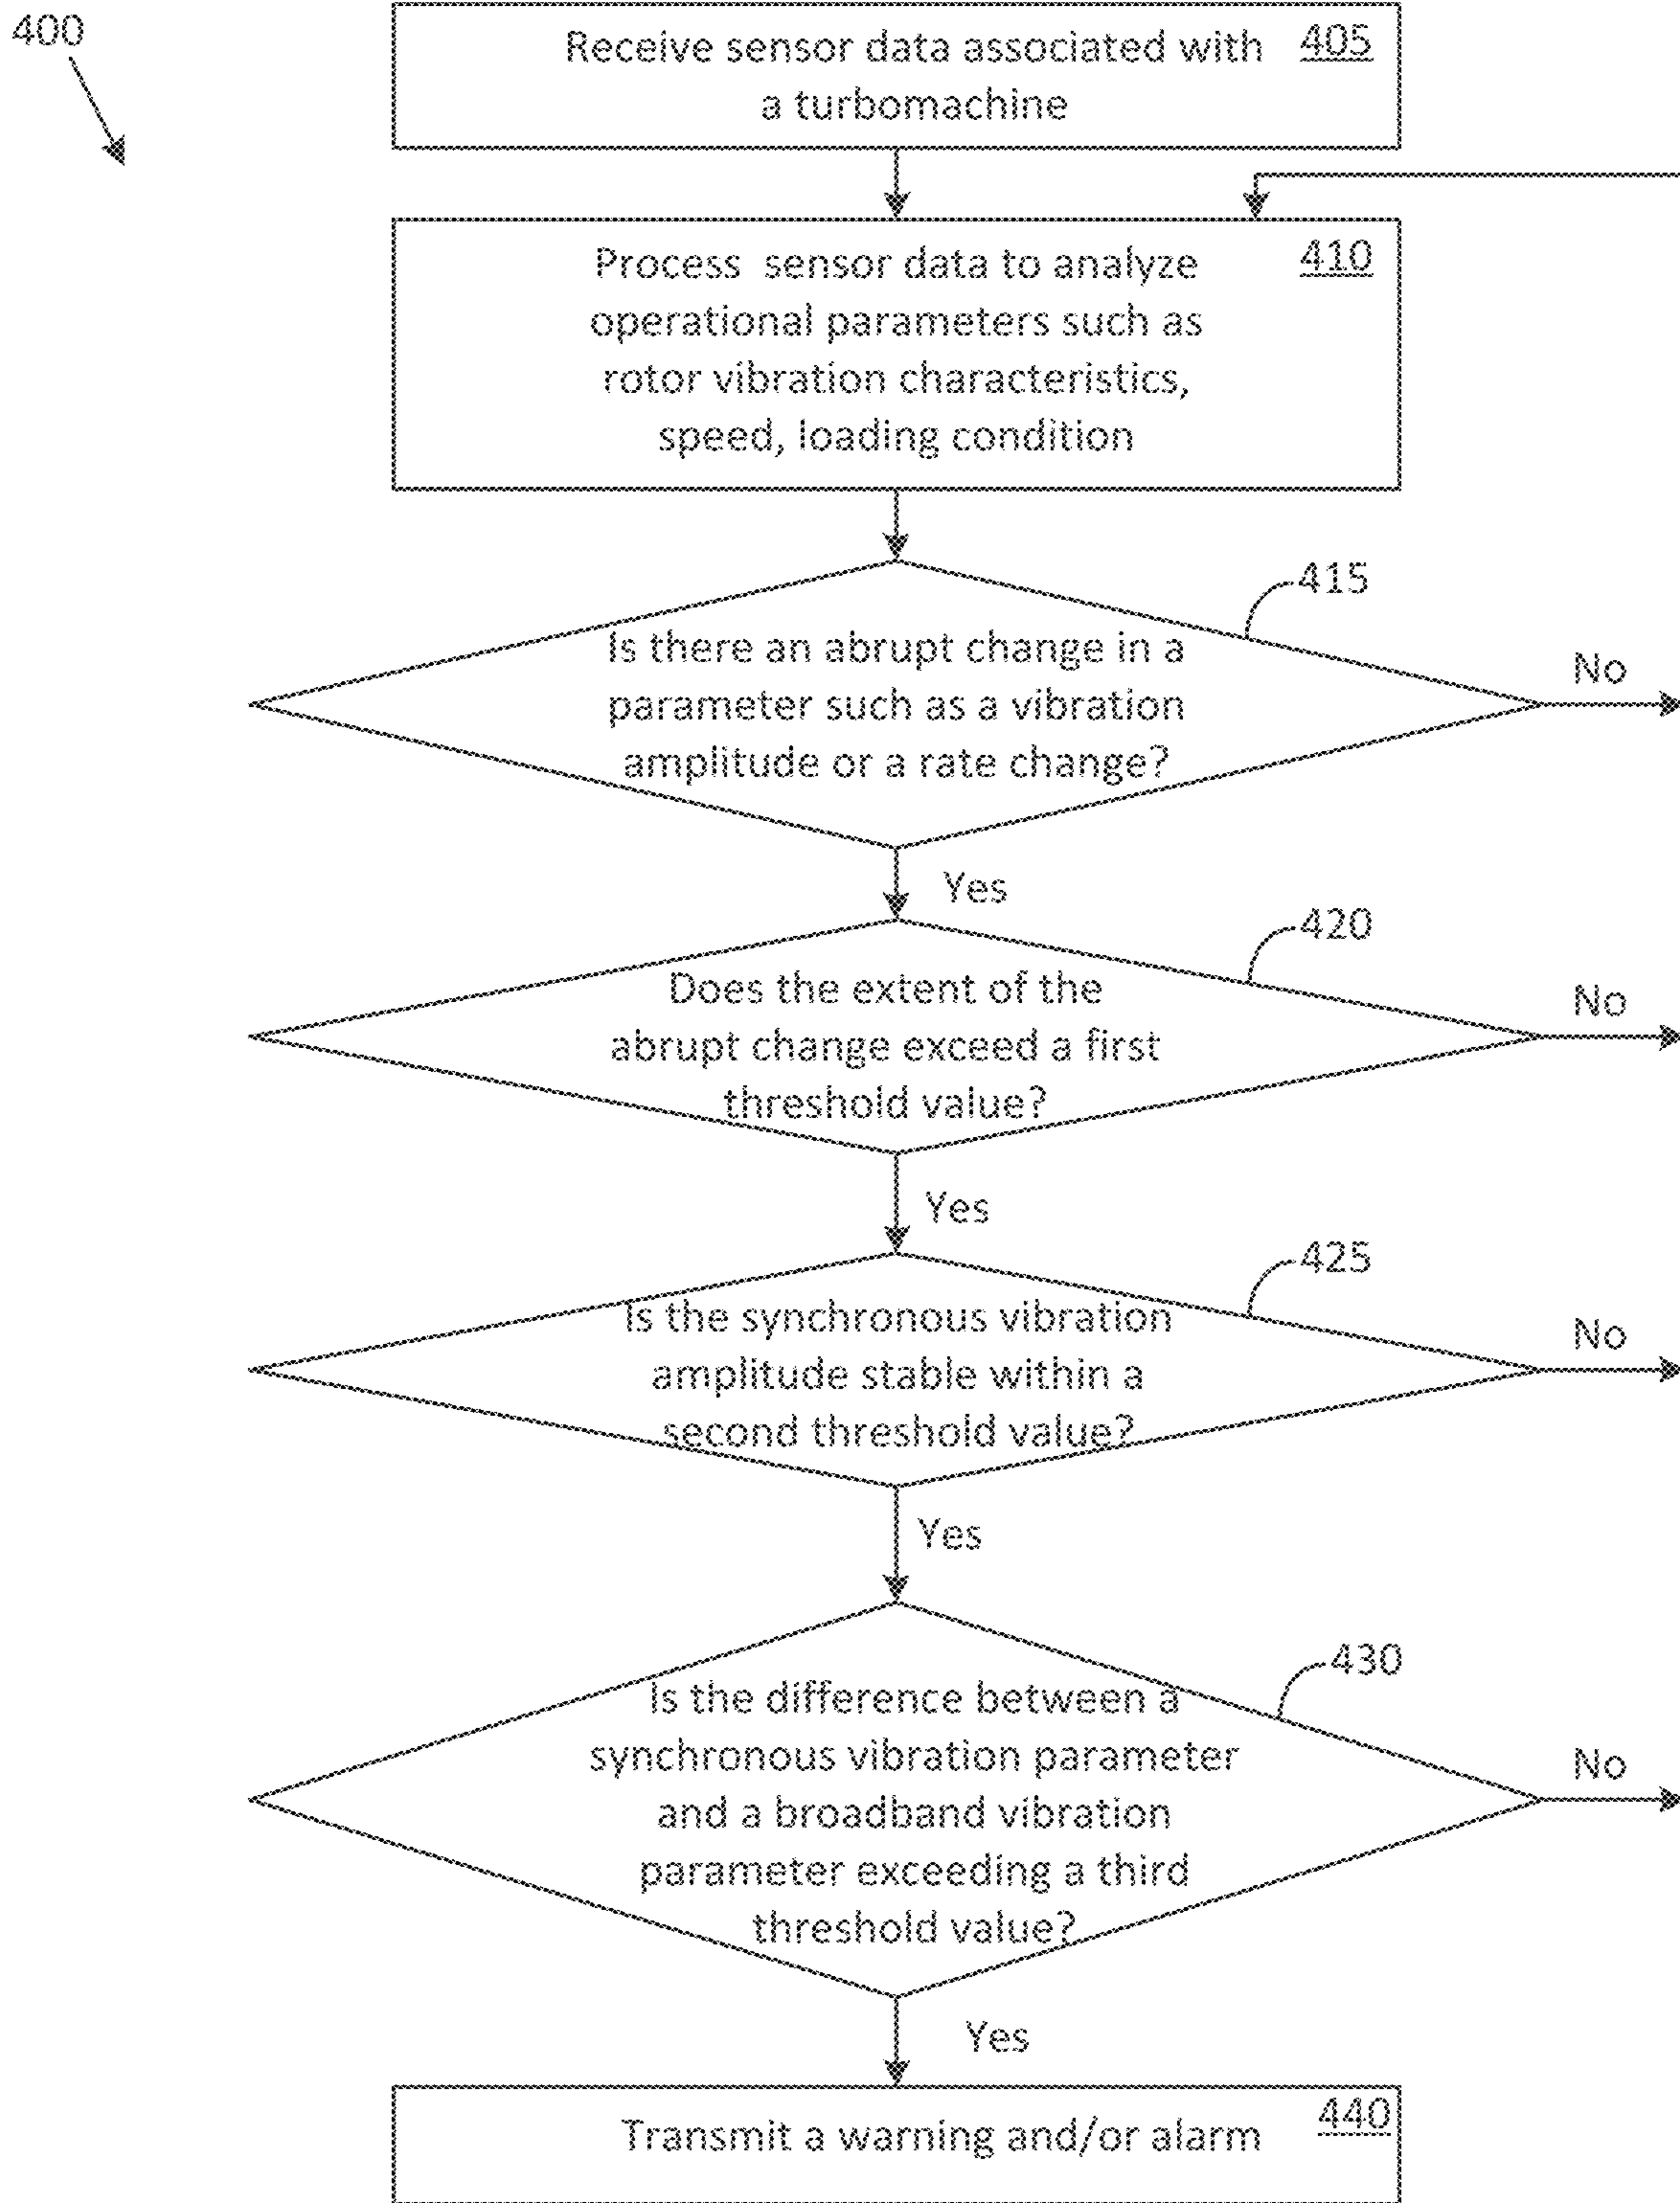 400
Receive sensor data associated with 405
a turbomachine
Process sensor data to analyze 410
operational parameters such as
rotor vibration characteristics,
speed, loading condition
415
Is there an abrupt change in a
parameter such as a vibration
amplitude or a rate change?
No
Yes
420
Does the extent of the
abrupt change exceed a first
threshold value?
No
Yes
425
Is the synchronous vibration
amplitude stable within a
second threshold value?
No
Yes
430
Is the difference between a
synchronous vibration parameter
and a broadband vibration
parameter exceeding a third
threshold value?
No
Yes
Transmit a warning and/or alarm 440